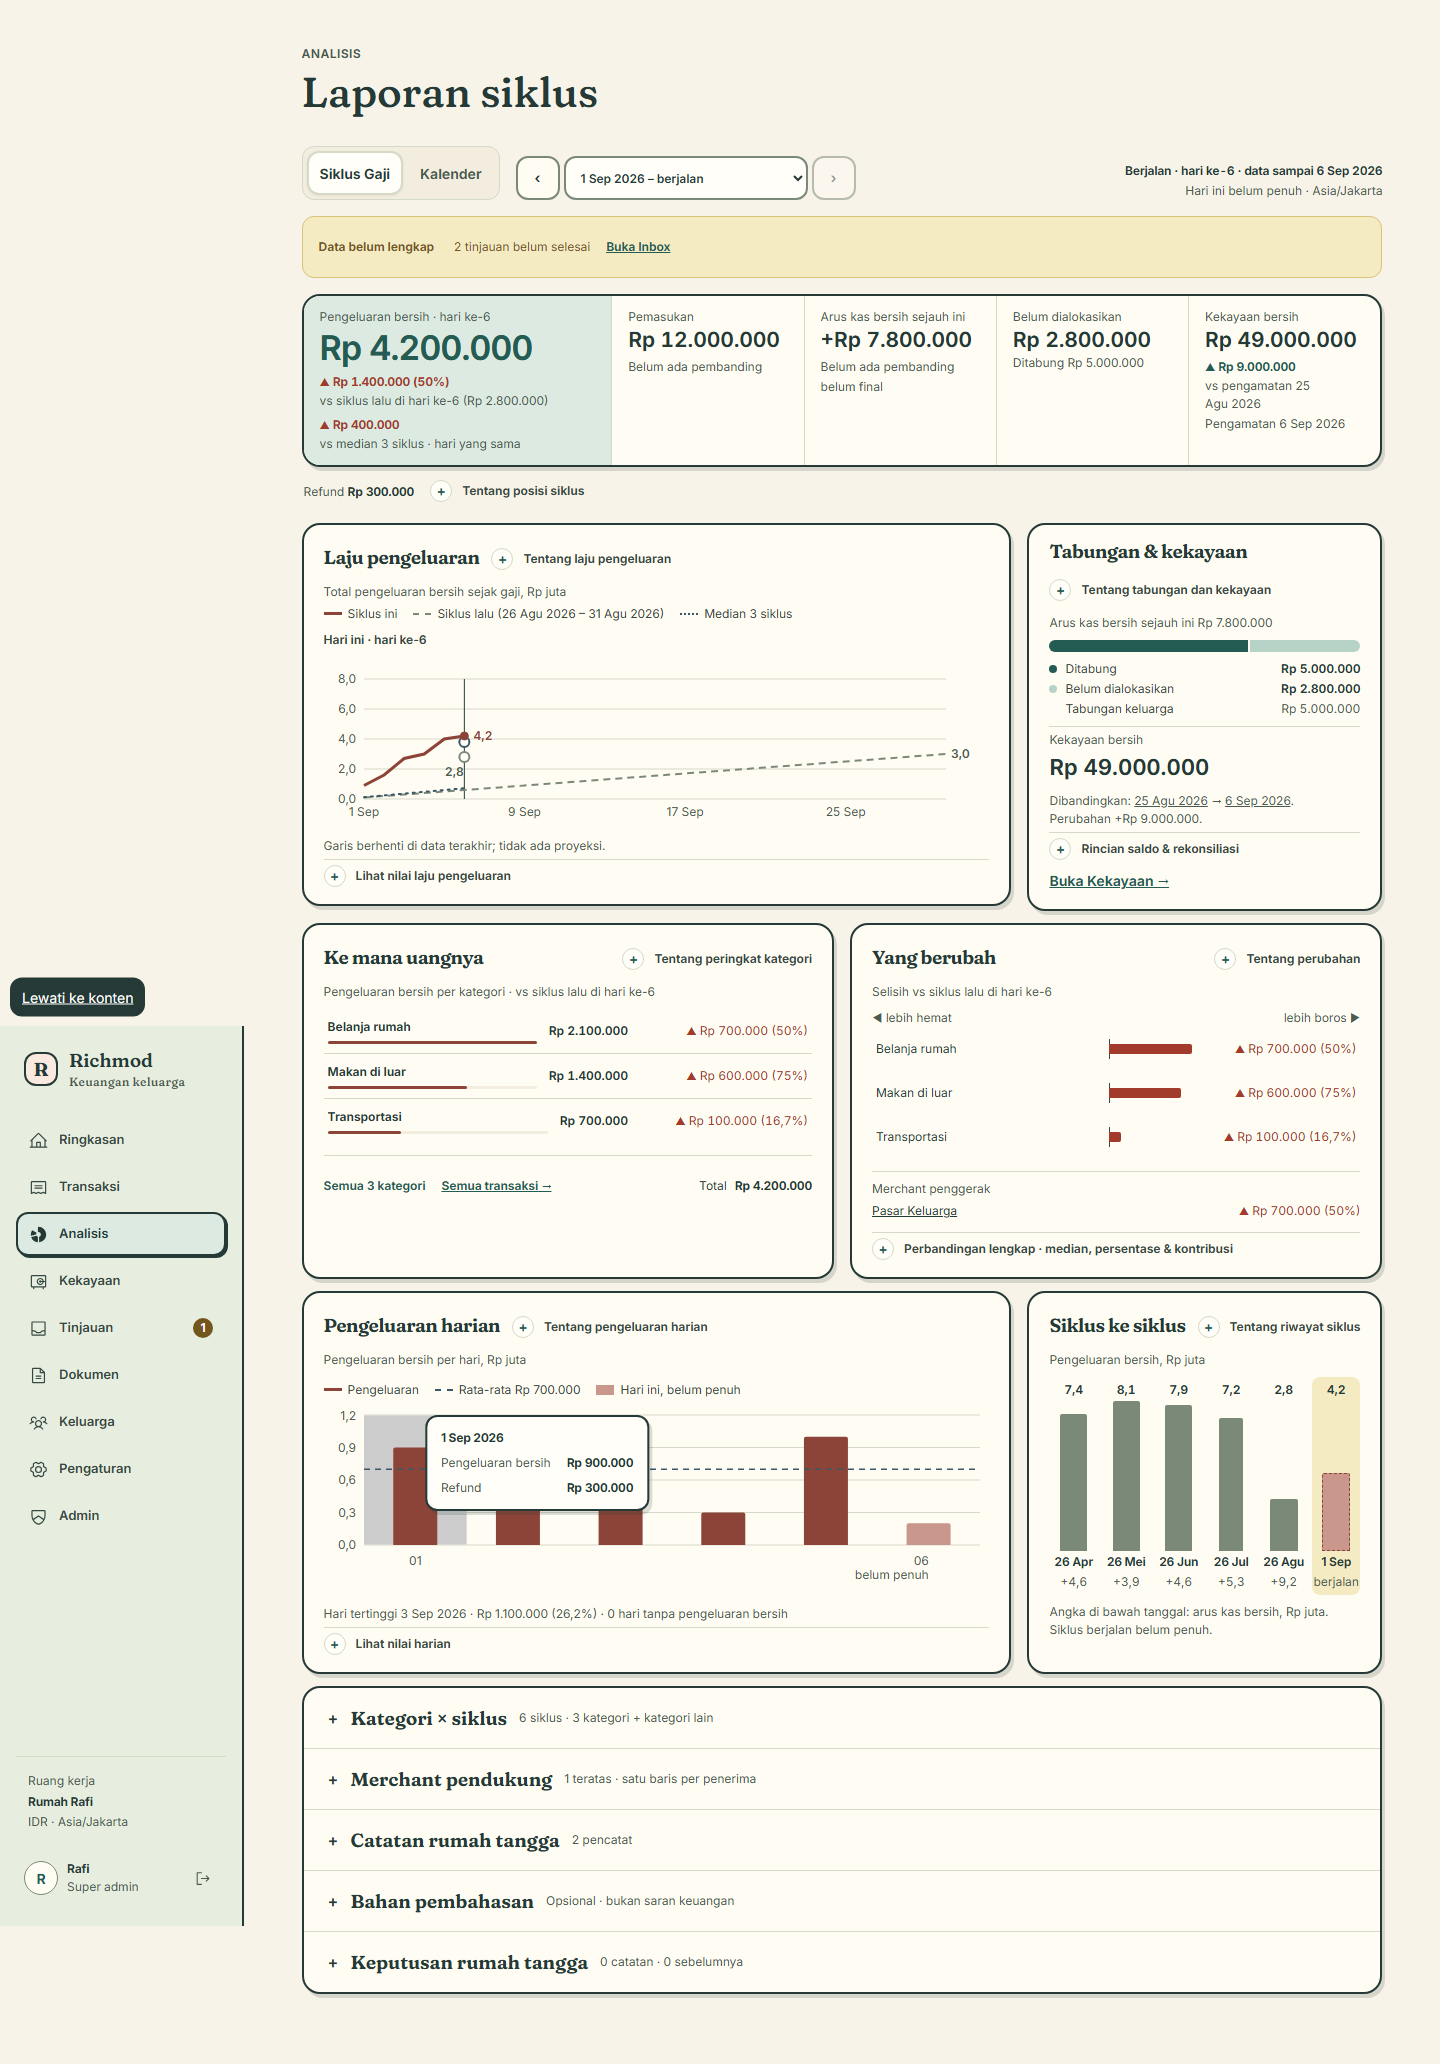 ANALISIS
Laporan siklus
Siklus Gaji
Kalender
‹
1 Sep 2026 – berjalan
›
Berjalan · hari ke-6 · data sampai 6 Sep 2026
Hari ini belum penuh · Asia/Jakarta
Data belum lengkap 2 tinjauan belum selesai Buka Inbox
Pengeluaran bersih · hari ke-6
Rp 4.200.000
▲ Rp 1.400.000 (50%)
vs siklus lalu di hari ke-6 (Rp 2.800.000)
▲ Rp 400.000
vs median 3 siklus · hari yang sama
Pemasukan
Rp 12.000.000
Belum ada pembanding
Arus kas bersih sejauh ini
+Rp 7.800.000
Belum ada pembanding
belum final
Belum dialokasikan
Rp 2.800.000
Ditabung Rp 5.000.000
Kekayaan bersih
Rp 49.000.000
▲ Rp 9.000.000
vs pengamatan 25
Agu 2026
Pengamatan 6 Sep 2026
Refund Rp 300.000 + Tentang posisi siklus
Laju pengeluaran + Tentang laju pengeluaran
Total pengeluaran bersih sejak gaji, Rp juta
Siklus ini Siklus lalu (26 Agu 2026 – 31 Agu 2026) Median 3 siklus
Hari ini · hari ke-6
8,0
6,0
4,0
2,0
0,0
4,2
2,8
3,0
1 Sep 9 Sep 17 Sep 25 Sep
Garis berhenti di data terakhir; tidak ada proyeksi.
+ Lihat nilai laju pengeluaran
Tabungan & kekayaan
+ Tentang tabungan dan kekayaan
Arus kas bersih sejauh ini Rp 7.800.000
Ditabung Rp 5.000.000
Belum dialokasikan Rp 2.800.000
Tabungan keluarga Rp 5.000.000
Kekayaan bersih
Rp 49.000.000
Dibandingkan: 25 Agu 2026 → 6 Sep 2026.
Perubahan +Rp 9.000.000.
+ Rincian saldo & rekonsiliasi
Buka Kekayaan →
Ke mana uangnya + Tentang peringkat kategori
Pengeluaran bersih per kategori · vs siklus lalu di hari ke-6
Belanja rumah Rp 2.100.000 ▲ Rp 700.000 (50%)
Makan di luar Rp 1.400.000 ▲ Rp 600.000 (75%)
Transportasi Rp 700.000 ▲ Rp 100.000 (16,7%)
Semua 3 kategori Semua transaksi → Total Rp 4.200.000
Yang berubah + Tentang perubahan
Selisih vs siklus lalu di hari ke-6
◀ lebih hemat lebih boros ▶
Belanja rumah ▲ Rp 700.000 (50%)
Makan di luar ▲ Rp 600.000 (75%)
Transportasi ▲ Rp 100.000 (16,7%)
Merchant penggerak
Pasar Keluarga ▲ Rp 700.000 (50%)
+ Perbandingan lengkap · median, persentase & kontribusi
Pengeluaran harian + Tentang pengeluaran harian
Pengeluaran bersih per hari, Rp juta
Pengeluaran Rata-rata Rp 700.000 Hari ini, belum penuh
1,2
0,9
0,6
0,3
0,0
1 Sep 2026
Pengeluaran bersih Rp 900.000
Refund Rp 300.000
01 06
belum penuh
Hari tertinggi 3 Sep 2026 · Rp 1.100.000 (26,2%) · 0 hari tanpa pengeluaran bersih
+ Lihat nilai harian
Siklus ke siklus + Tentang riwayat siklus
Pengeluaran bersih, Rp juta
7,4 8,1 7,9 7,2 2,8 4,2
26 Apr 26 Mei 26 Jun 26 Jul 26 Agu 1 Sep
+4,6 +3,9 +4,6 +5,3 +9,2 berjalan
Angka di bawah tanggal: arus kas bersih, Rp juta.
Siklus berjalan belum penuh.
+ Kategori × siklus 6 siklus · 3 kategori + kategori lain
+ Merchant pendukung 1 teratas · satu baris per penerima
+ Catatan rumah tangga 2 pencatat
+ Bahan pembahasan Opsional · bukan saran keuangan
+ Keputusan rumah tangga 0 catatan · 0 sebelumnya
Lewati ke konten
R
Richmod
Keuangan keluarga
Ringkasan
Transaksi
Analisis
Kekayaan
Tinjauan 1
Dokumen
Keluarga
Pengaturan
Admin
Ruang kerja
Rumah Rafi
IDR · Asia/Jakarta
R
Rafi
Super admin